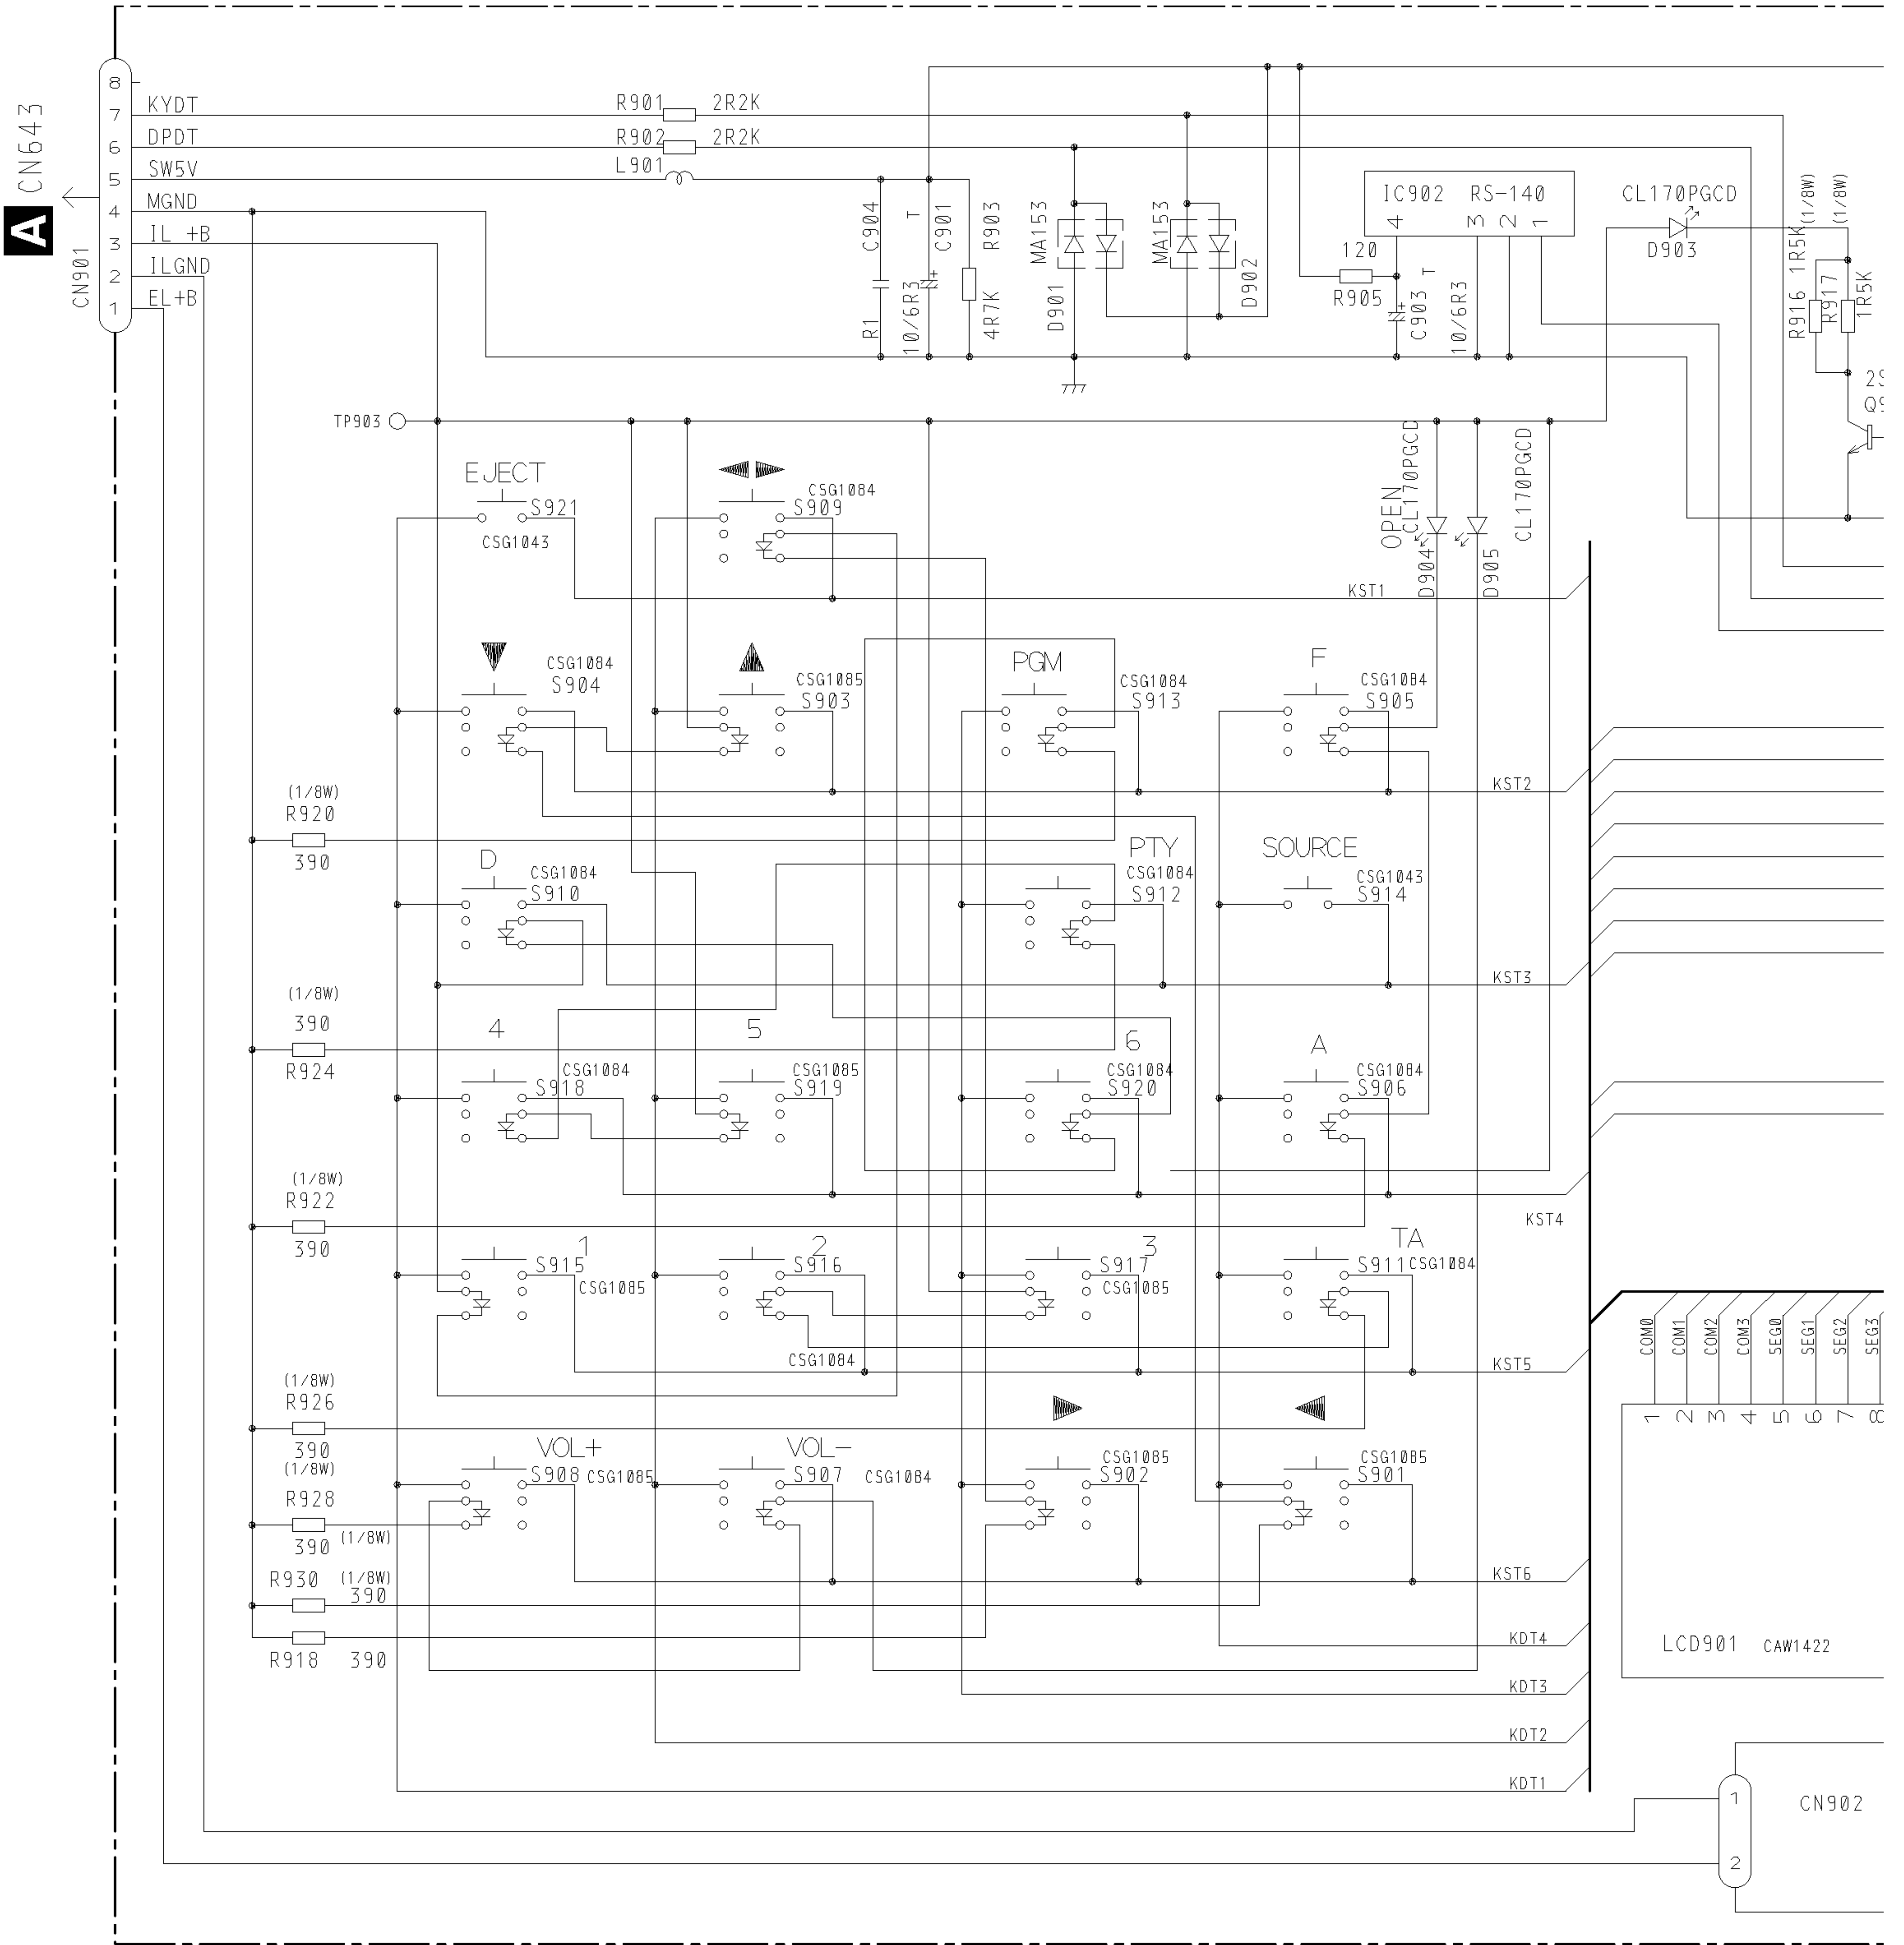 A CN643
CN901
8
7 KYDT
6 DPDT
5 SW5V
4 MGND
3 IL +B
2 ILGND
1 EL+B
R901 2R2K
R902 2R2K
L901
C904
R1
T
C901
10/6R3
R903
4R7K
MA153
D901
MA153
D902
IC902 RS-140
4 3 2 1
120
R905
T
C903
10/6R3
CL170PGCD
D903
(1/8W)
1R5K
R916
(1/8W)
R917
1R5K
TP903
EJECT
S921
CSG1043
CSG1084
S909
OPEN
CL170PGCD
D904
CL170PGCD
D905
KST1
CSG1084
S904
CSG1085
S903
PGM
CSG1084
S913
F
CSG1084
S905
KST2
(1/8W)
R920
390
D
CSG1084
S910
PTY
CSG1084
S912
SOURCE
CSG1043
S914
KST3
(1/8W)
390
R924
4
CSG1084
S918
5
CSG1085
S919
6
CSG1084
S920
A
CSG1084
S906
KST4
(1/8W)
R922
390
1
S915
CSG1085
2
S916
CSG1084
3
S917
CSG1085
TA
S911 CSG1084
KST5
(1/8W)
R926
390
(1/8W)
R928
390 (1/8W)
VOL+
S908 CSG1085
VOL-
S907 CSG1084
CSG1085
S902
CSG1085
S901
KST6
R930 (1/8W)
390
R918 390
KDT4
KDT3
KDT2
KDT1
COM0 COM1 COM2 COM3 SEG0 SEG1 SEG2 SEG3
1 2 3 4 5 6 7 8
LCD901 CAW1422
1
CN902
2